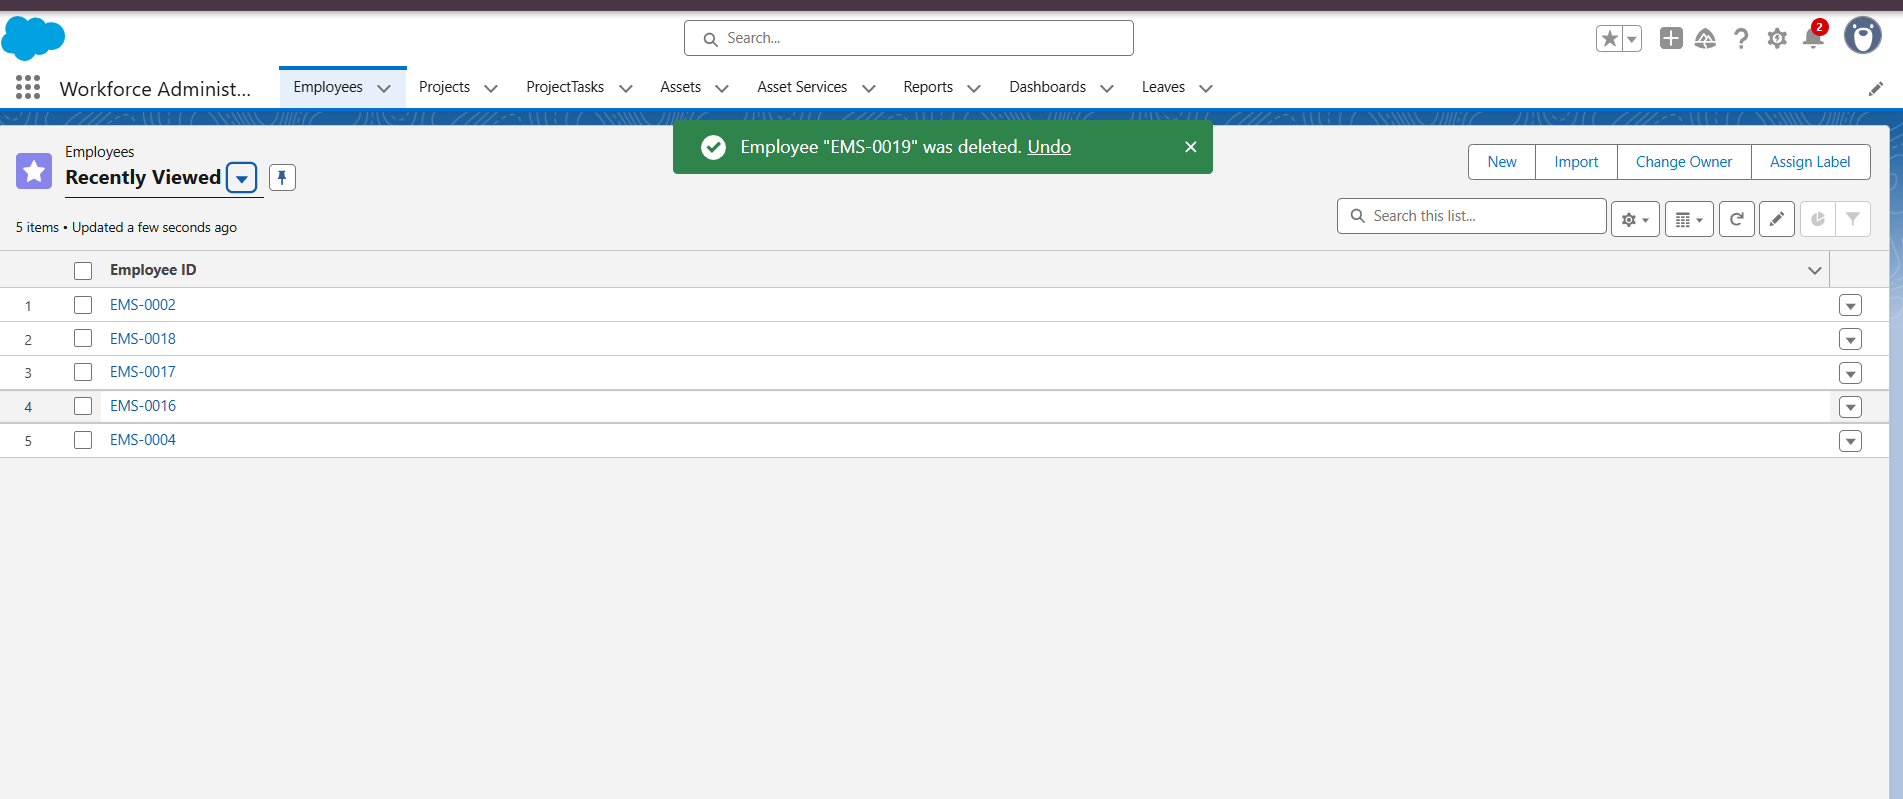 Search...
2
Workforce Administ...
Employees
Projects
ProjectTasks
Assets
Asset Services
Reports
Dashboards
Leaves
Employee "EMS-0019" was deleted. Undo
Employees
Recently Viewed
New
Import
Change Owner
Assign Label
5 items • Updated a few seconds ago
Search this list...
Employee ID
1 EMS-0002
2 EMS-0018
3 EMS-0017
4 EMS-0016
5 EMS-0004